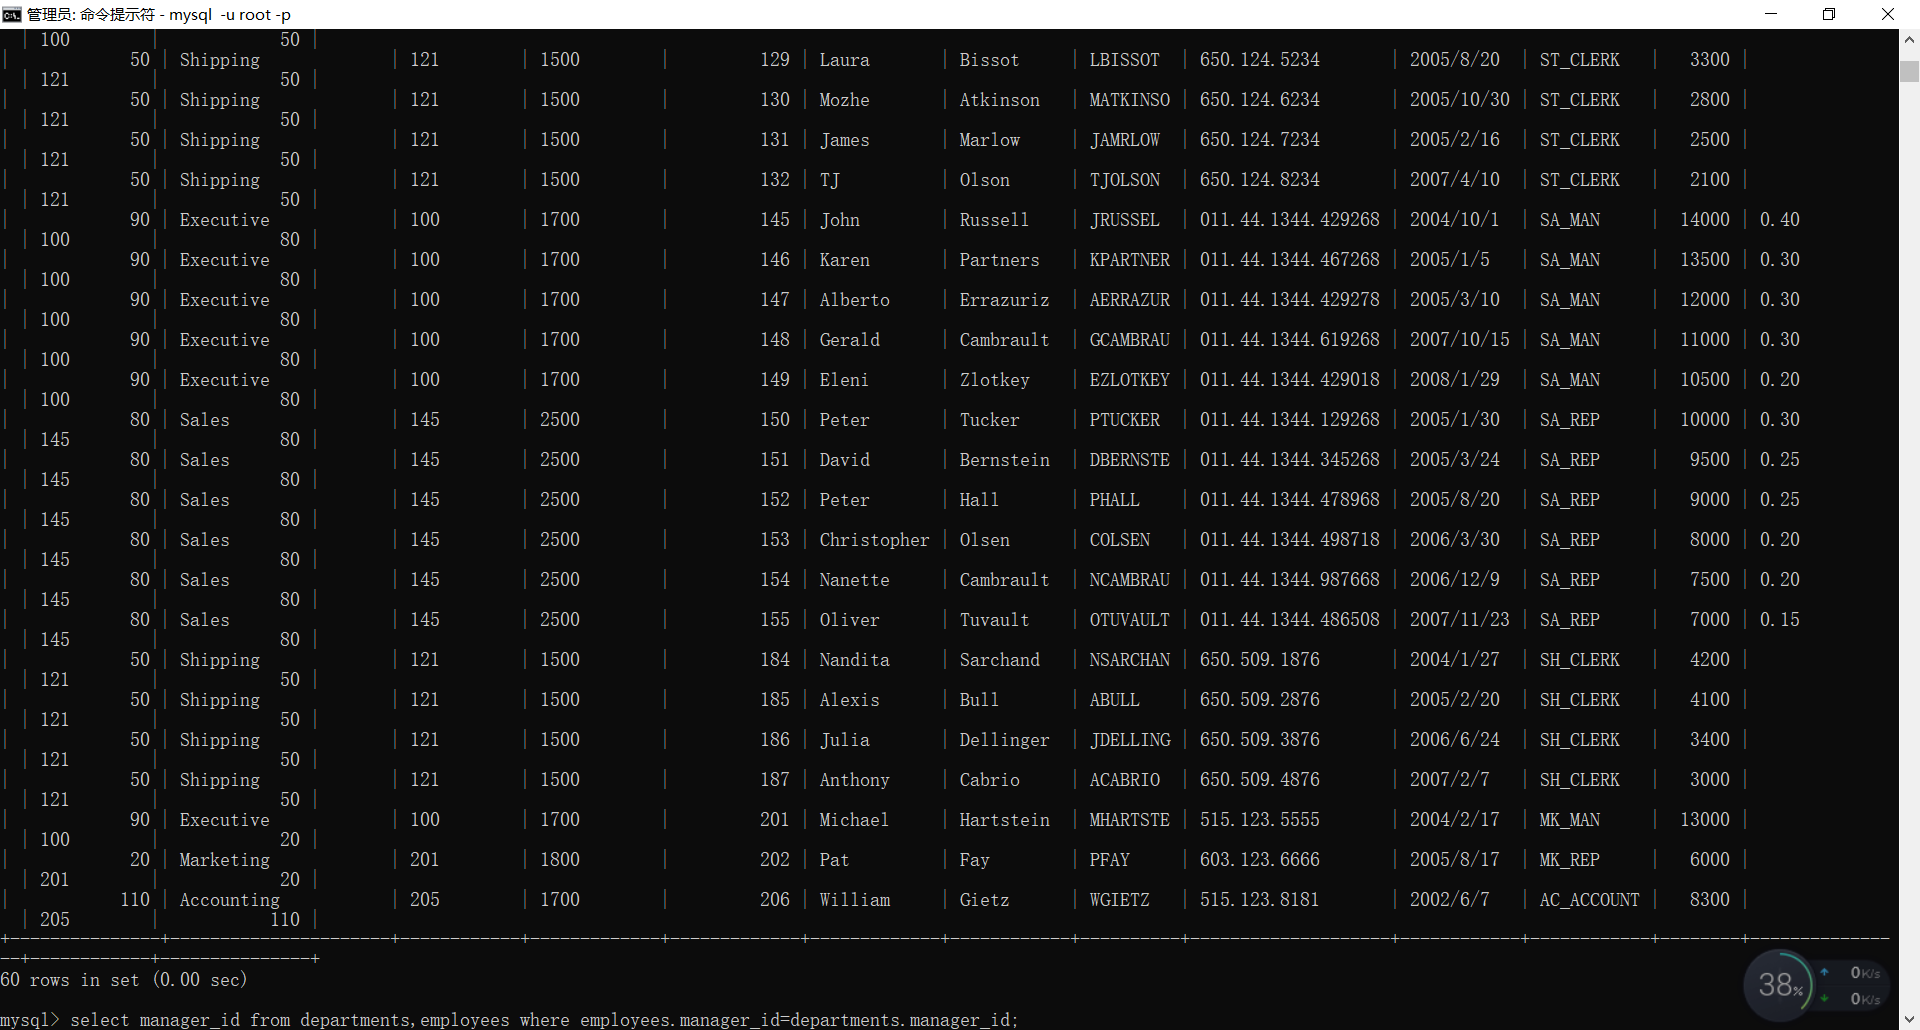 管理员: 命令提示符 - mysql  -u root -p
| 100 | 50 |
| 50 | Shipping | 121 | 1500 | 129 | Laura | Bissot | LBISSOT | 650.124.5234 | 2005/8/20 | ST_CLERK | 3300 |
| 121 | 50 |
| 50 | Shipping | 121 | 1500 | 130 | Mozhe | Atkinson | MATKINSO | 650.124.6234 | 2005/10/30 | ST_CLERK | 2800 |
| 121 | 50 |
| 50 | Shipping | 121 | 1500 | 131 | James | Marlow | JAMRLOW | 650.124.7234 | 2005/2/16 | ST_CLERK | 2500 |
| 121 | 50 |
| 50 | Shipping | 121 | 1500 | 132 | TJ | Olson | TJOLSON | 650.124.8234 | 2007/4/10 | ST_CLERK | 2100 |
| 121 | 50 |
| 90 | Executive | 100 | 1700 | 145 | John | Russell | JRUSSEL | 011.44.1344.429268 | 2004/10/1 | SA_MAN | 14000 | 0.40
| 100 | 80 |
| 90 | Executive | 100 | 1700 | 146 | Karen | Partners | KPARTNER | 011.44.1344.467268 | 2005/1/5 | SA_MAN | 13500 | 0.30
| 100 | 80 |
| 90 | Executive | 100 | 1700 | 147 | Alberto | Errazuriz | AERRAZUR | 011.44.1344.429278 | 2005/3/10 | SA_MAN | 12000 | 0.30
| 100 | 80 |
| 90 | Executive | 100 | 1700 | 148 | Gerald | Cambrault | GCAMBRAU | 011.44.1344.619268 | 2007/10/15 | SA_MAN | 11000 | 0.30
| 100 | 80 |
| 90 | Executive | 100 | 1700 | 149 | Eleni | Zlotkey | EZLOTKEY | 011.44.1344.429018 | 2008/1/29 | SA_MAN | 10500 | 0.20
| 100 | 80 |
| 80 | Sales | 145 | 2500 | 150 | Peter | Tucker | PTUCKER | 011.44.1344.129268 | 2005/1/30 | SA_REP | 10000 | 0.30
| 145 | 80 |
| 80 | Sales | 145 | 2500 | 151 | David | Bernstein | DBERNSTE | 011.44.1344.345268 | 2005/3/24 | SA_REP | 9500 | 0.25
| 145 | 80 |
| 80 | Sales | 145 | 2500 | 152 | Peter | Hall | PHALL | 011.44.1344.478968 | 2005/8/20 | SA_REP | 9000 | 0.25
| 145 | 80 |
| 80 | Sales | 145 | 2500 | 153 | Christopher | Olsen | COLSEN | 011.44.1344.498718 | 2006/3/30 | SA_REP | 8000 | 0.20
| 145 | 80 |
| 80 | Sales | 145 | 2500 | 154 | Nanette | Cambrault | NCAMBRAU | 011.44.1344.987668 | 2006/12/9 | SA_REP | 7500 | 0.20
| 145 | 80 |
| 80 | Sales | 145 | 2500 | 155 | Oliver | Tuvault | OTUVAULT | 011.44.1344.486508 | 2007/11/23 | SA_REP | 7000 | 0.15
| 145 | 80 |
| 50 | Shipping | 121 | 1500 | 184 | Nandita | Sarchand | NSARCHAN | 650.509.1876 | 2004/1/27 | SH_CLERK | 4200 |
| 121 | 50 |
| 50 | Shipping | 121 | 1500 | 185 | Alexis | Bull | ABULL | 650.509.2876 | 2005/2/20 | SH_CLERK | 4100 |
| 121 | 50 |
| 50 | Shipping | 121 | 1500 | 186 | Julia | Dellinger | JDELLING | 650.509.3876 | 2006/6/24 | SH_CLERK | 3400 |
| 121 | 50 |
| 50 | Shipping | 121 | 1500 | 187 | Anthony | Cabrio | ACABRIO | 650.509.4876 | 2007/2/7 | SH_CLERK | 3000 |
| 121 | 50 |
| 90 | Executive | 100 | 1700 | 201 | Michael | Hartstein | MHARTSTE | 515.123.5555 | 2004/2/17 | MK_MAN | 13000 |
| 100 | 20 |
| 20 | Marketing | 201 | 1800 | 202 | Pat | Fay | PFAY | 603.123.6666 | 2005/8/17 | MK_REP | 6000 |
| 201 | 20 |
| 110 | Accounting | 205 | 1700 | 206 | William | Gietz | WGIETZ | 515.123.8181 | 2002/6/7 | AC_ACCOUNT | 8300 |
| 205 | 110 |
60 rows in set (0.00 sec)
38%
0K/s
0K/s
mysql> select manager_id from departments,employees where employees.manager_id=departments.manager_id;